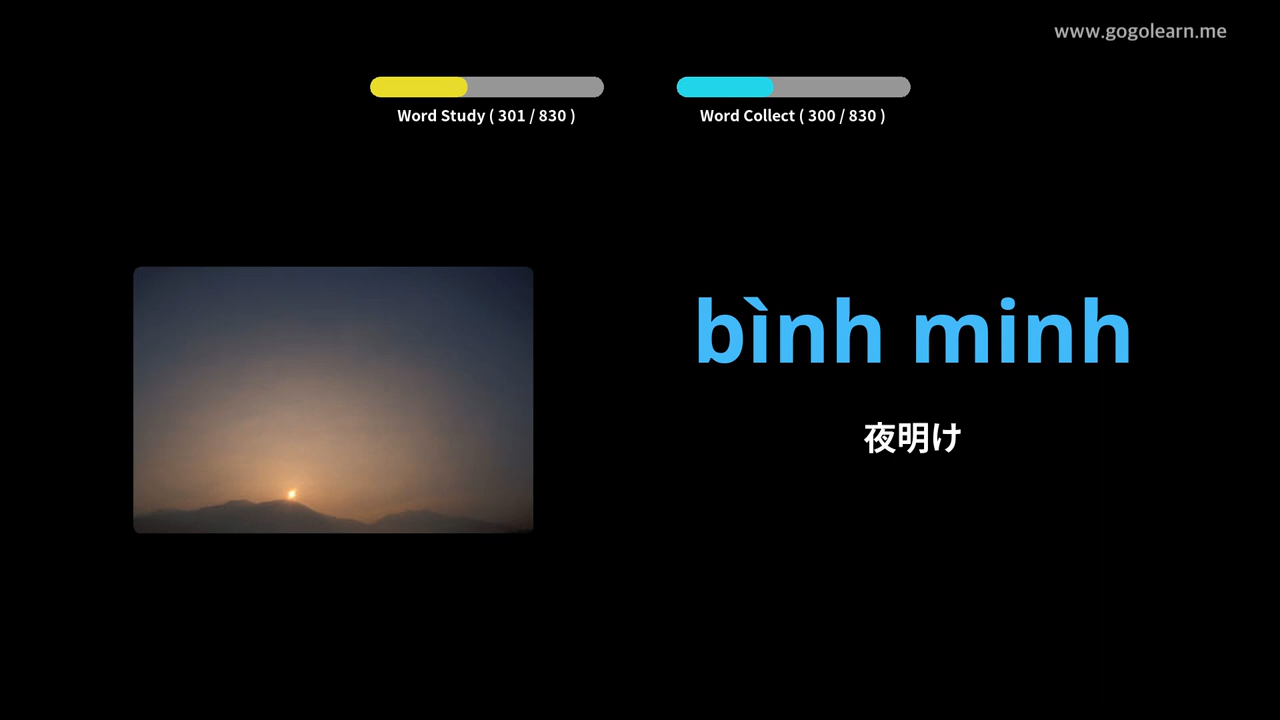 www.gogolearn.me
Word Study ( 301 / 830 )
Word Collect ( 300 / 830 )
bình minh
夜明け